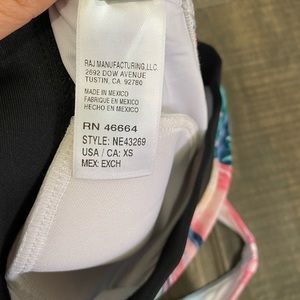 RAJ MANUFACTURING, LLC.
2692 DOW AVENUE
TUSTIN, CA. 92780
MADE IN MEXICO
FABRIQUE EN MEXICO
HECHO EN MEXICO
RN 46664
STYLE: NE43269
USA / CA: XS
MEX: EXCH